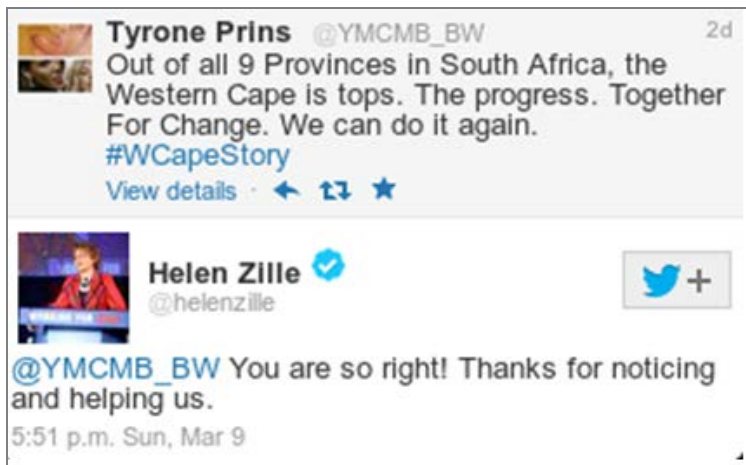 Tyrone Prins @YMCMB_BW 2d
Out of all 9 Provinces in South Africa, the
Western Cape is tops. The progress. Together
For Change. We can do it again.
#WCapeStory
View details ·
Helen Zille
@helenzille
+
@YMCMB_BW You are so right! Thanks for noticing
and helping us.
5:51 p.m. Sun, Mar 9